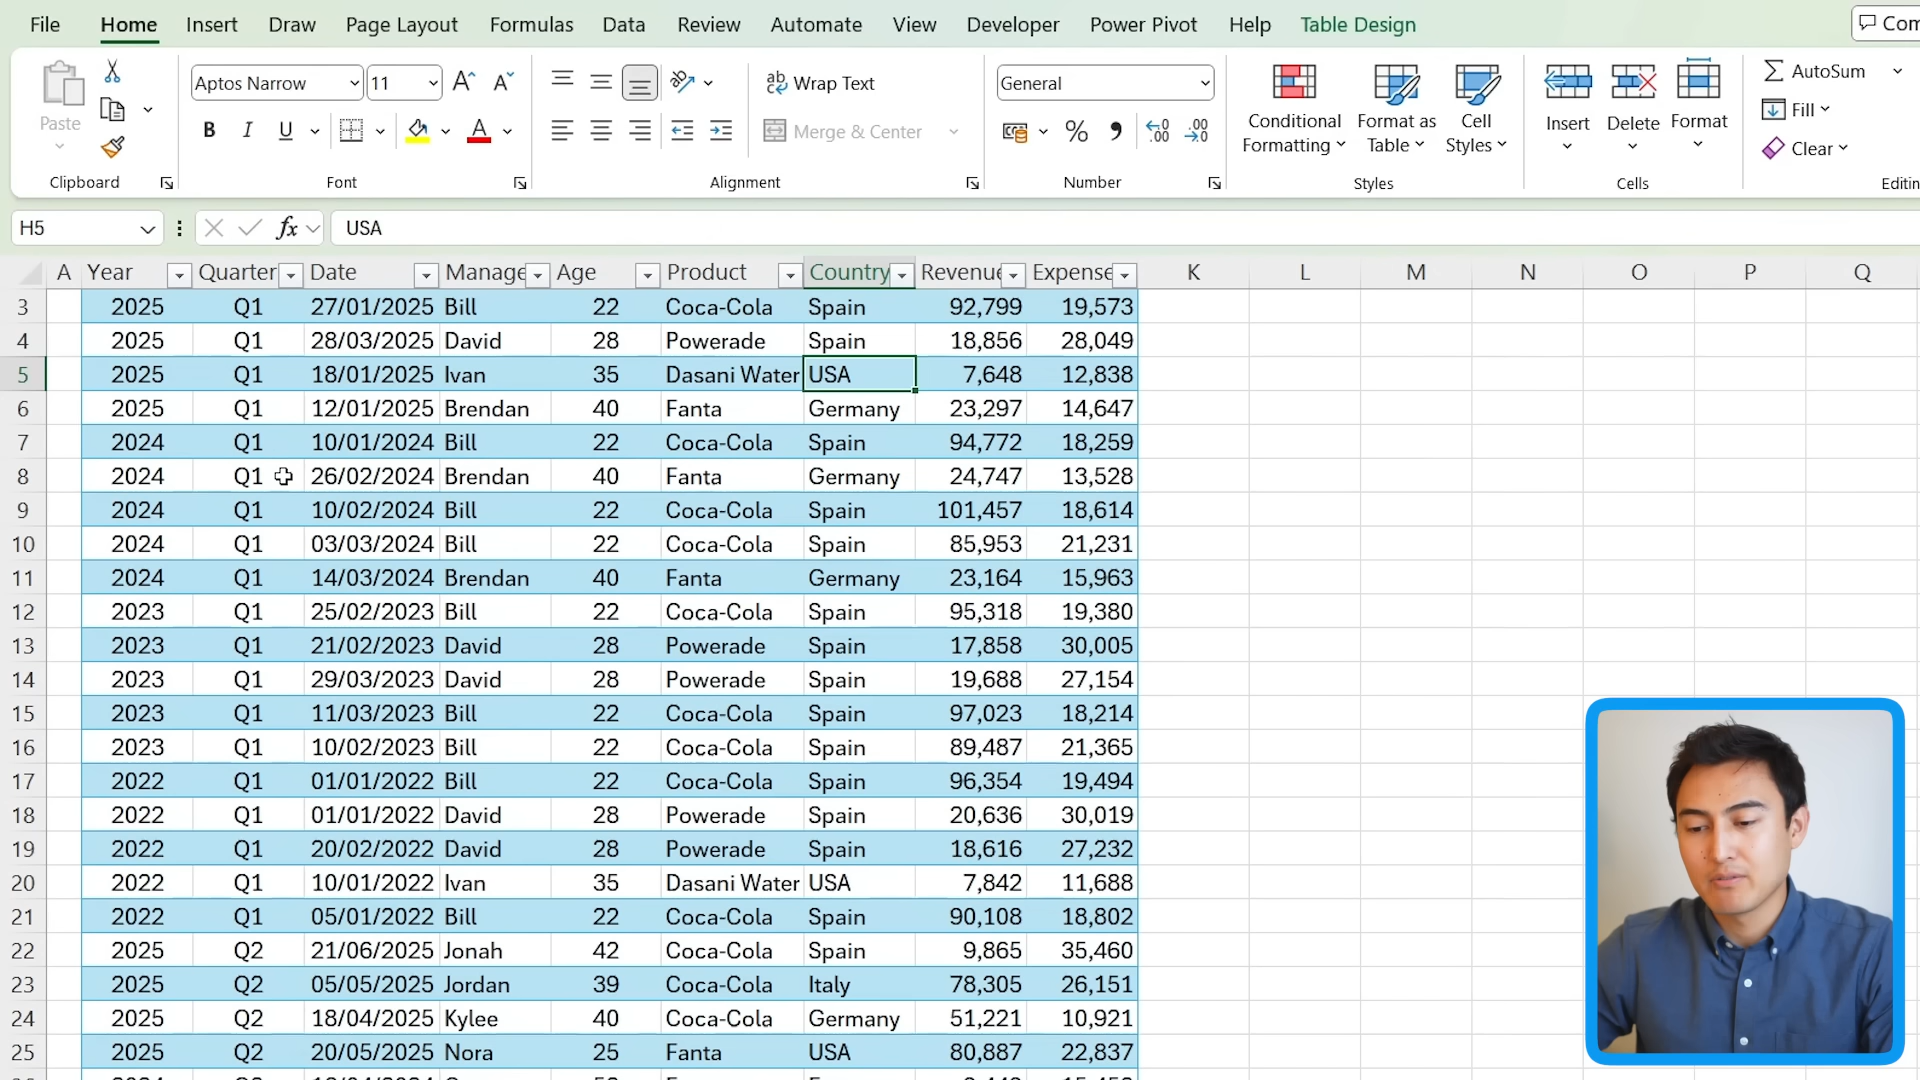 File Home Insert Draw Page Layout Formulas Data Review Automate View Developer Power Pivot Help Table Design Com
Paste
Clipboard
Aptos Narrow 11 A A
B I U A
Font
ab Wrap Text
Merge & Center
Alignment
General
% , .00 .00
Number
Conditional Formatting
Format as Table
Cell Styles
Styles
Insert Delete Format
Cells
AutoSum
Fill
Clear
Editin
H5 fx USA
A Year Quarter Date Manage Age Product Country Revenue Expense K L M N O P Q
3 2025 Q1 27/01/2025 Bill 22 Coca-Cola Spain 92,799 19,573
4 2025 Q1 28/03/2025 David 28 Powerade Spain 18,856 28,049
5 2025 Q1 18/01/2025 Ivan 35 Dasani Water USA 7,648 12,838
6 2025 Q1 12/01/2025 Brendan 40 Fanta Germany 23,297 14,647
7 2024 Q1 10/01/2024 Bill 22 Coca-Cola Spain 94,772 18,259
8 2024 Q1 26/02/2024 Brendan 40 Fanta Germany 24,747 13,528
9 2024 Q1 10/02/2024 Bill 22 Coca-Cola Spain 101,457 18,614
10 2024 Q1 03/03/2024 Bill 22 Coca-Cola Spain 85,953 21,231
11 2024 Q1 14/03/2024 Brendan 40 Fanta Germany 23,164 15,963
12 2023 Q1 25/02/2023 Bill 22 Coca-Cola Spain 95,318 19,380
13 2023 Q1 21/02/2023 David 28 Powerade Spain 17,858 30,005
14 2023 Q1 29/03/2023 David 28 Powerade Spain 19,688 27,154
15 2023 Q1 11/03/2023 Bill 22 Coca-Cola Spain 97,023 18,214
16 2023 Q1 10/02/2023 Bill 22 Coca-Cola Spain 89,487 21,365
17 2022 Q1 01/01/2022 Bill 22 Coca-Cola Spain 96,354 19,494
18 2022 Q1 01/01/2022 David 28 Powerade Spain 20,636 30,019
19 2022 Q1 20/02/2022 David 28 Powerade Spain 18,616 27,232
20 2022 Q1 10/01/2022 Ivan 35 Dasani Water USA 7,842 11,688
21 2022 Q1 05/01/2022 Bill 22 Coca-Cola Spain 90,108 18,802
22 2025 Q2 21/06/2025 Jonah 42 Coca-Cola Spain 9,865 35,460
23 2025 Q2 05/05/2025 Jordan 39 Coca-Cola Italy 78,305 26,151
24 2025 Q2 18/04/2025 Kylee 40 Coca-Cola Germany 51,221 10,921
25 2025 Q2 20/05/2025 Nora 25 Fanta USA 80,887 22,837